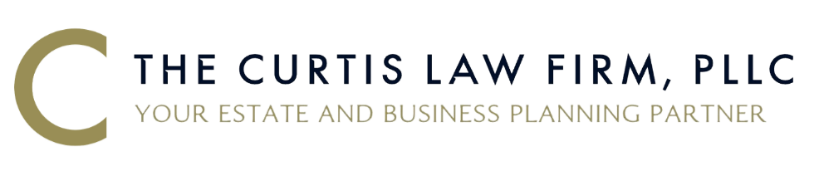 THE CURTIS LAW FIRM, PLLC
YOUR ESTATE AND BUSINESS PLANNING PARTNER